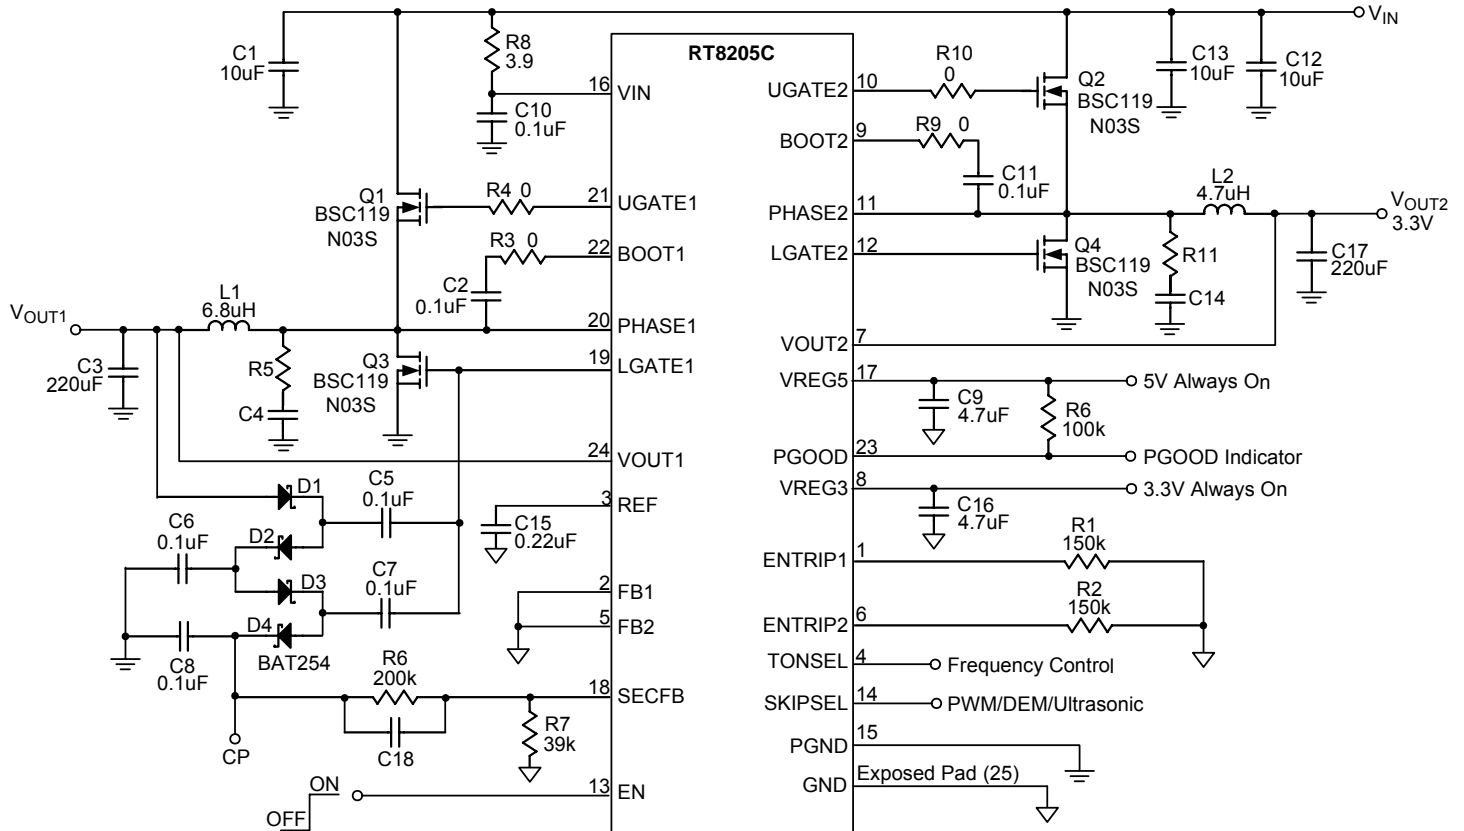 V_IN
C1
10uF
R8
3.9
RT8205C
R10
0
C13
10uF
C12
10uF
16
VIN
C10
0.1uF
UGATE2
10
Q2
BSC119
N03S
R9 0
BOOT2
9
C11
0.1uF
L2
4.7uH
Q1
BSC119
N03S
R4 0
21
UGATE1
PHASE2
11
V_OUT2
3.3V
R3 0
22
BOOT1
LGATE2
12
Q4
BSC119
N03S
R11
C17
220uF
C2
0.1uF
C14
L1
6.8uH
V_OUT1
20
PHASE1
VOUT2
7
C3
220uF
R5
Q3
BSC119
N03S
19
LGATE1
VREG5
17
5V Always On
C9
4.7uF
R6
100k
C4
24
VOUT1
PGOOD
23
PGOOD Indicator
D1
C5
0.1uF
VREG3
8
3.3V Always On
3
REF
C16
4.7uF
C15
0.22uF
C6
0.1uF
D2
R1
150k
ENTRIP1
1
D3
C7
0.1uF
2
FB1
R2
150k
5
FB2
ENTRIP2
6
D4
BAT254
C8
0.1uF
R6
200k
TONSEL
4
Frequency Control
18
SECFB
SKIPSEL
14
PWM/DEM/Ultrasonic
R7
39k
C18
CP
PGND
15
GND
Exposed Pad (25)
13
EN
ON
OFF